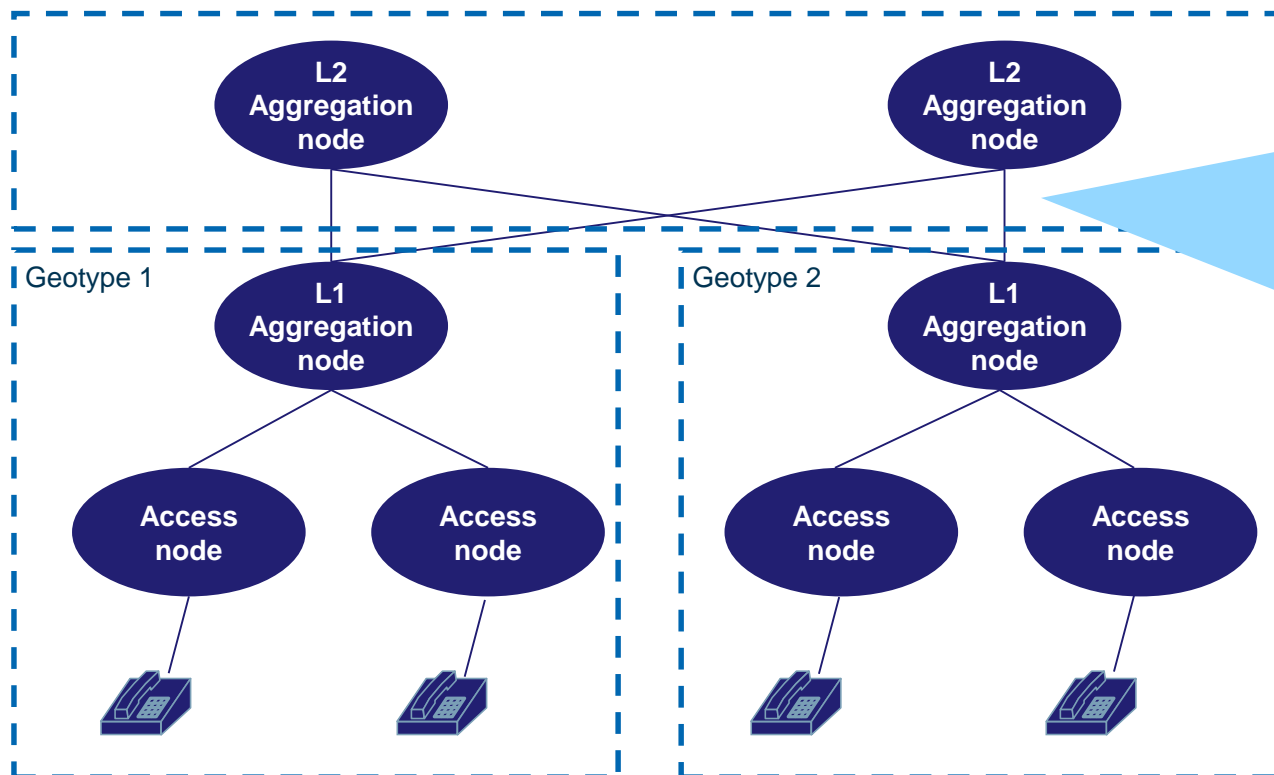 L2
Aggregation
node
L2
Aggregation
node
Geotype 1
L1
Aggregation
node
Geotype 2
L1
Aggregation
node
Access
node
Access
node
Access
node
Access
node